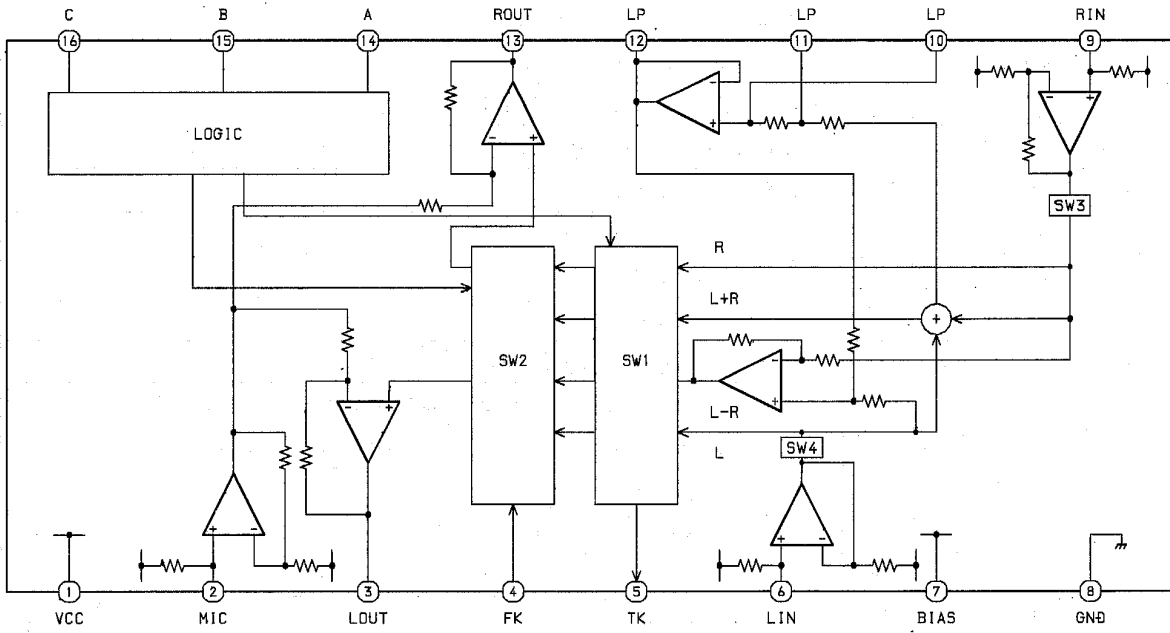 C B A ROUT LP LP LP RIN
16 15 14 13 12 11 10 9
- +
LOGIC
- +
- +
SW3
R
L+R
+
SW2 SW1
-
+
L-R
- +
L
SW4
+ -
+ -
1 2 3 4 5 6 7 8
VCC MIC LOUT FK TK LIN BIAS GND